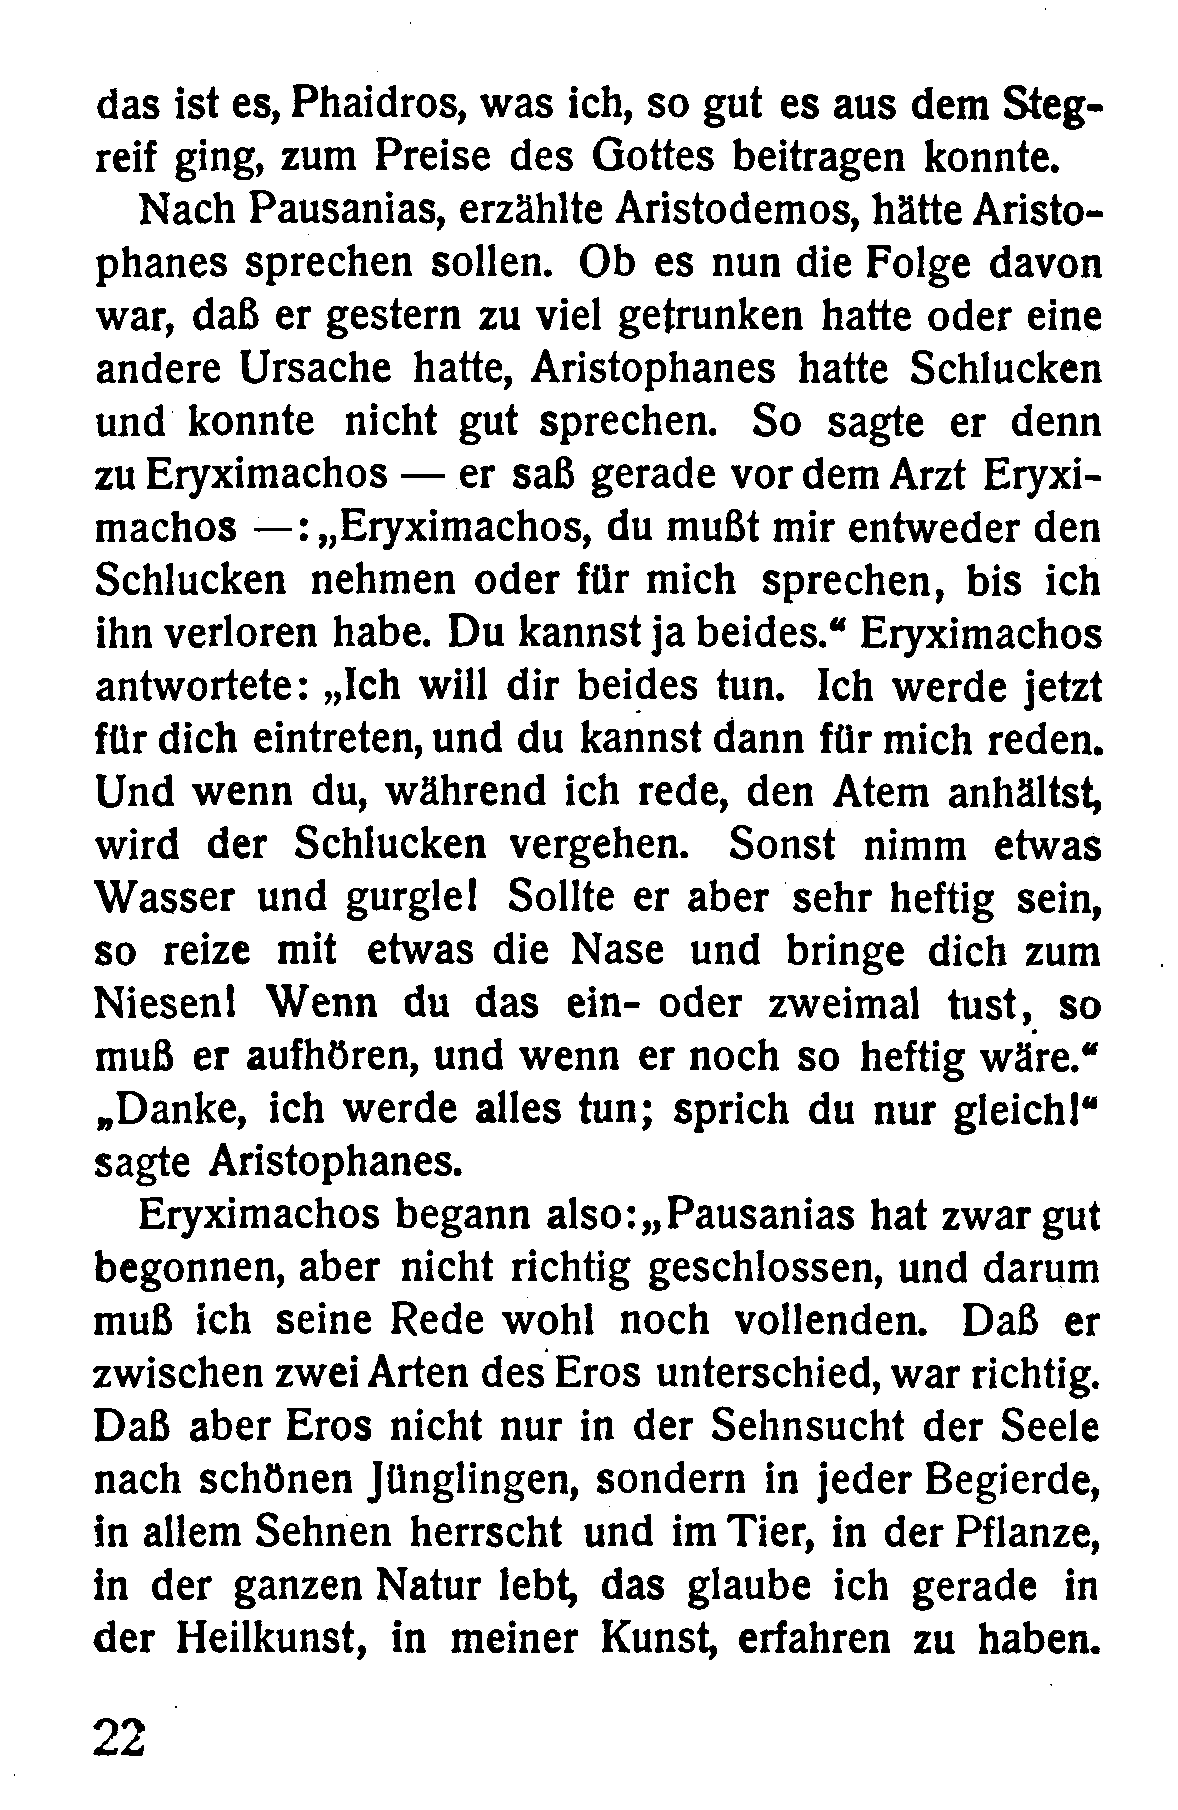 das ist es, Phaidros, was ich, so gut es aus dem Steg-
reif ging, zum Preise des Gottes beitragen konnte.
Nach Pausanias, erzählte Aristodemos, hätte Aristo-
phanes sprechen sollen. Ob es nun die Folge davon
war, daß er gestern zu viel getrunken hatte oder eine
andere Ursache hatte, Aristophanes hatte Schlucken
und konnte nicht gut sprechen. So sagte er denn
zu Eryximachos — er saß gerade vor dem Arzt Eryxi-
machos —: „Eryximachos, du mußt mir entweder den
Schlucken nehmen oder für mich sprechen, bis ich
ihn verloren habe. Du kannst ja beides.“ Eryximachos
antwortete: „Ich will dir beides tun. Ich werde jetzt
für dich eintreten, und du kannst dann für mich reden.
Und wenn du, während ich rede, den Atem anhältst,
wird der Schlucken vergehen. Sonst nimm etwas
Wasser und gurgle! Sollte er aber sehr heftig sein,
so reize mit etwas die Nase und bringe dich zum
Niesen! Wenn du das ein- oder zweimal tust, so
muß er aufhören, und wenn er noch so heftig wäre.“
„Danke, ich werde alles tun; sprich du nur gleich!“
sagte Aristophanes.
Eryximachos begann also: „Pausanias hat zwar gut
begonnen, aber nicht richtig geschlossen, und darum
muß ich seine Rede wohl noch vollenden. Daß er
zwischen zwei Arten des Eros unterschied, war richtig.
Daß aber Eros nicht nur in der Sehnsucht der Seele
nach schönen Jünglingen, sondern in jeder Begierde,
in allem Sehnen herrscht und im Tier, in der Pflanze,
in der ganzen Natur lebt, das glaube ich gerade in
der Heilkunst, in meiner Kunst, erfahren zu haben.
22